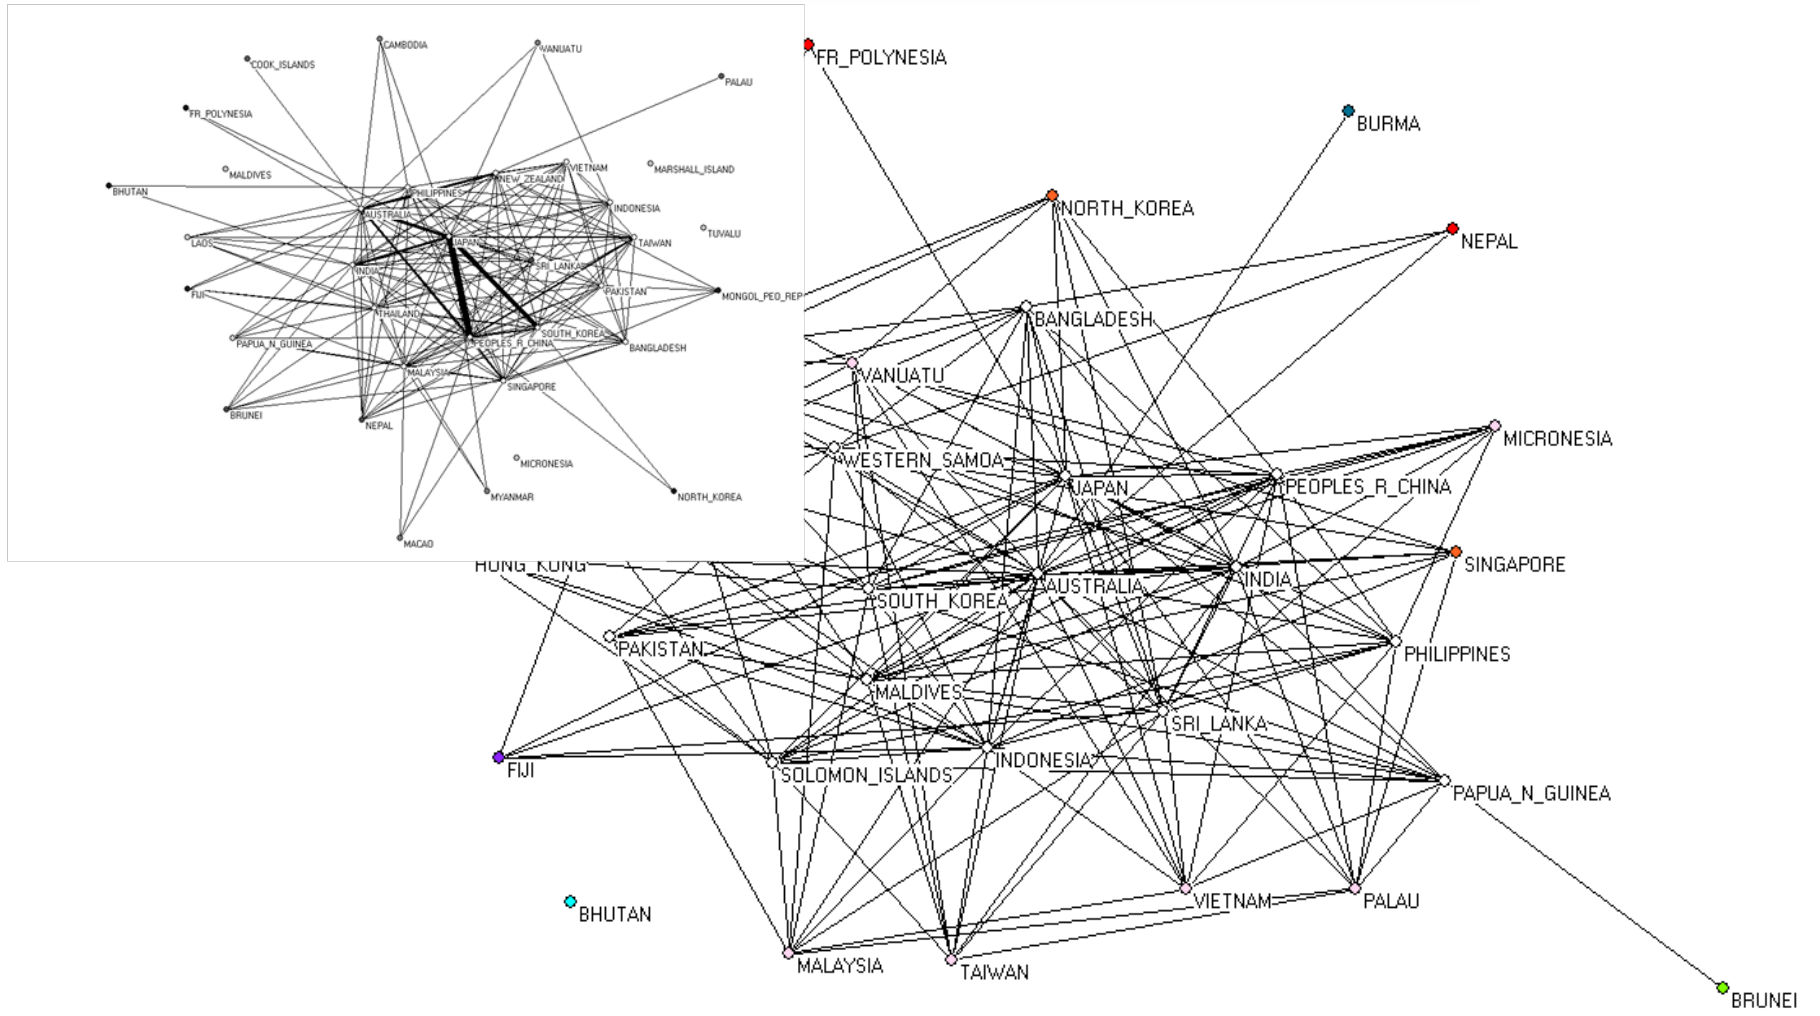 CAMBODIA
VANUATU
COOK_ISLANDS
PALAU
FR_POLYNESIA
MALDIVES
VIETNAM
MARSHALL_ISLAND
NEW_ZEALAND
BHUTAN
PHILIPPINES
INDONESIA
AUSTRALIA
TUVALU
LAOS
JAPAN
TAIWAN
INDIA
SRI_LANKA
FIJI
PAKISTAN
MONGOL_PEO_REP
THAILAND
SOUTH_KOREA
PAPUA_N_GUINEA
PEOPLES_R_CHINA
BANGLADESH
MALAYSIA
SINGAPORE
BRUNEI
NEPAL
MICRONESIA
MYANMAR
NORTH_KOREA
MACAO
FR_POLYNESIA
BURMA
NORTH_KOREA
NEPAL
BANGLADESH
VANUATU
MICRONESIA
WESTERN_SAMOA
JAPAN
PEOPLES_R_CHINA
HONG_KONG
SINGAPORE
AUSTRALIA
INDIA
SOUTH_KOREA
PAKISTAN
PHILIPPINES
MALDIVES
SRI_LANKA
INDONESIA
FIJI
SOLOMON_ISLANDS
PAPUA_N_GUINEA
VIETNAM
PALAU
BHUTAN
MALAYSIA
TAIWAN
BRUNEI